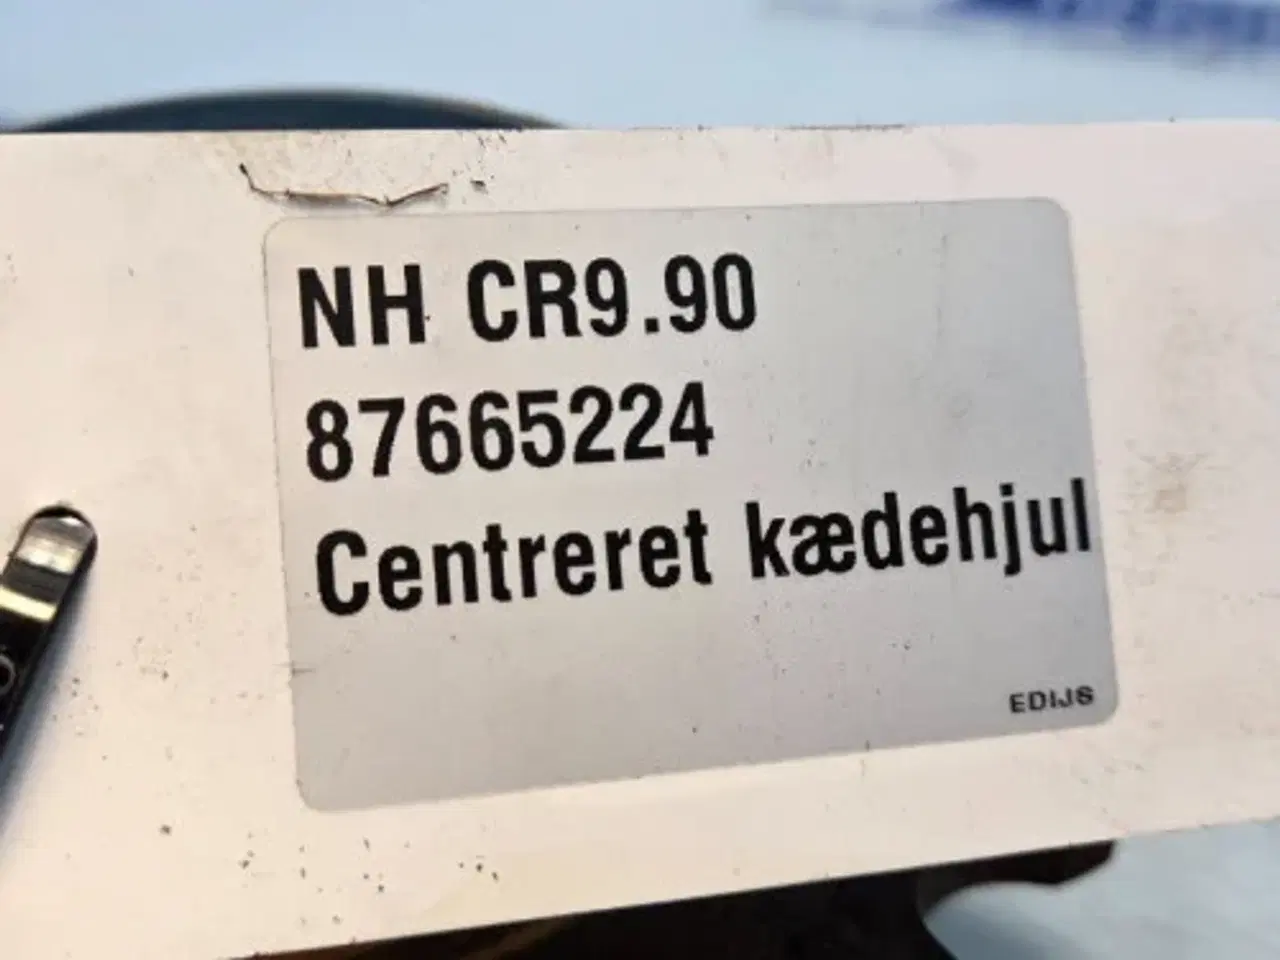 NH CR9.90
87665224
Centreret kædehjul
EDIJS